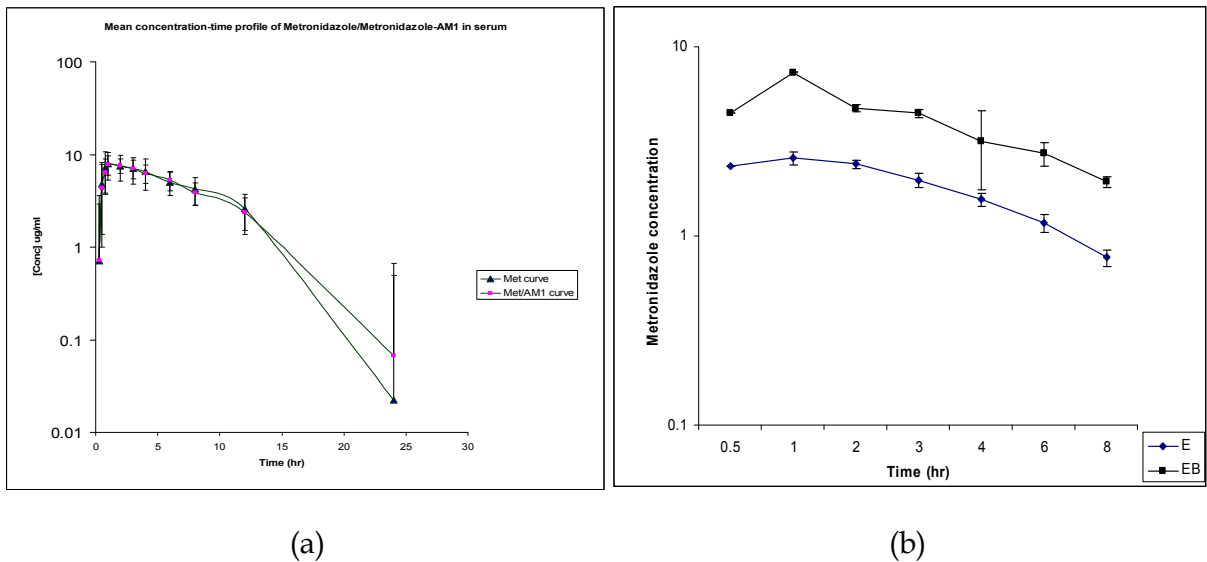 Mean concentration-time profile of Metronidazole/Metronidazole-AM1 in serum
100
10
1
0.1
0.01
[Conc] ug/ml
0 5 10 15 20 25 30
Time (hr)
Met curve
Met/AM1 curve
(a)
10
1
0.1
Metronidazole concentration
0.5 1 2 3 4 6 8
Time (hr)
E
EB
(b)